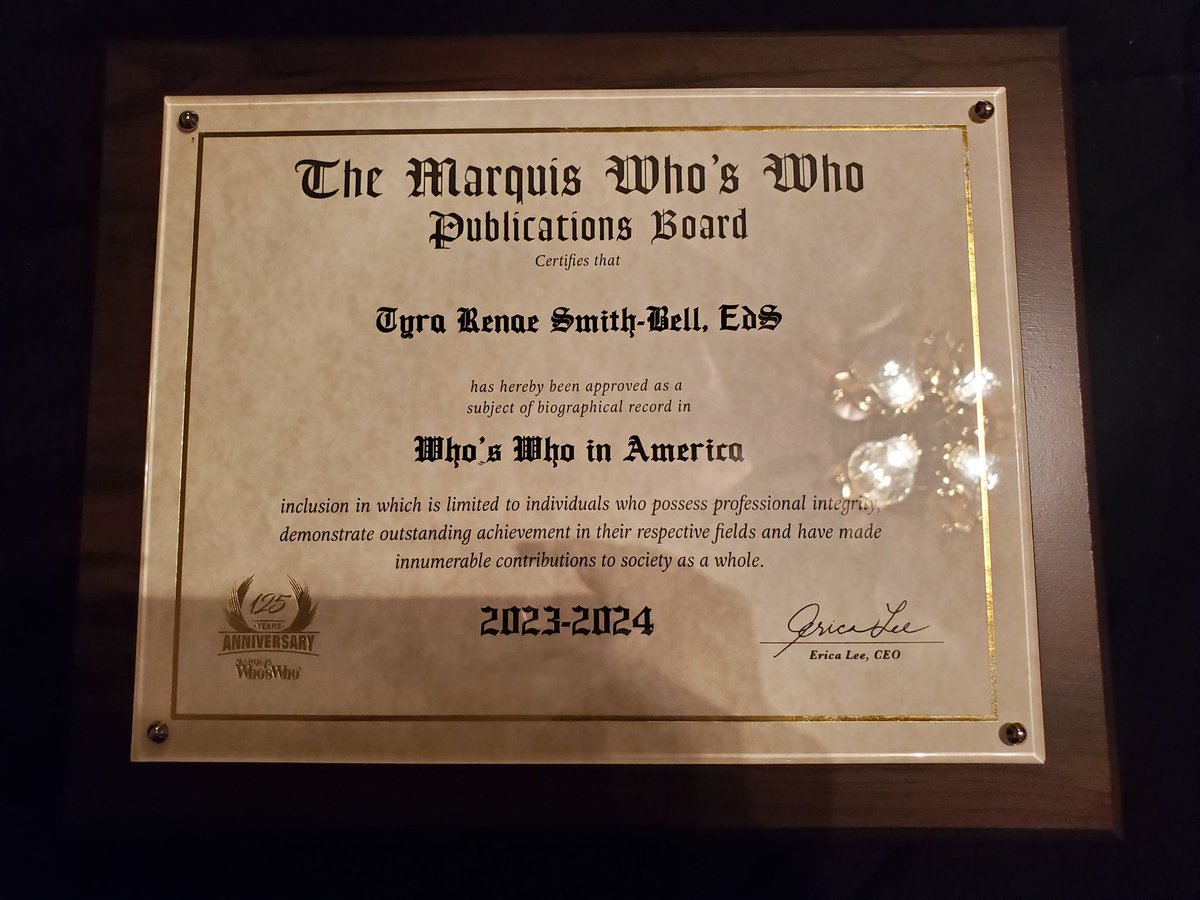 The Marquis Who's Who
Publications Board
Certifies that
Tyra Renae Smith-Bell, EdS
has hereby been approved as a
subject of biographical record in
Who's Who in America
inclusion in which is limited to individuals who possess professional integrity,
demonstrate outstanding achievement in their respective fields and have made
innumerable contributions to society as a whole.
125
YEARS
ANNIVERSARY
MARQUIS
Who'sWho
2023-2024
Erica Lee
Erica Lee, CEO